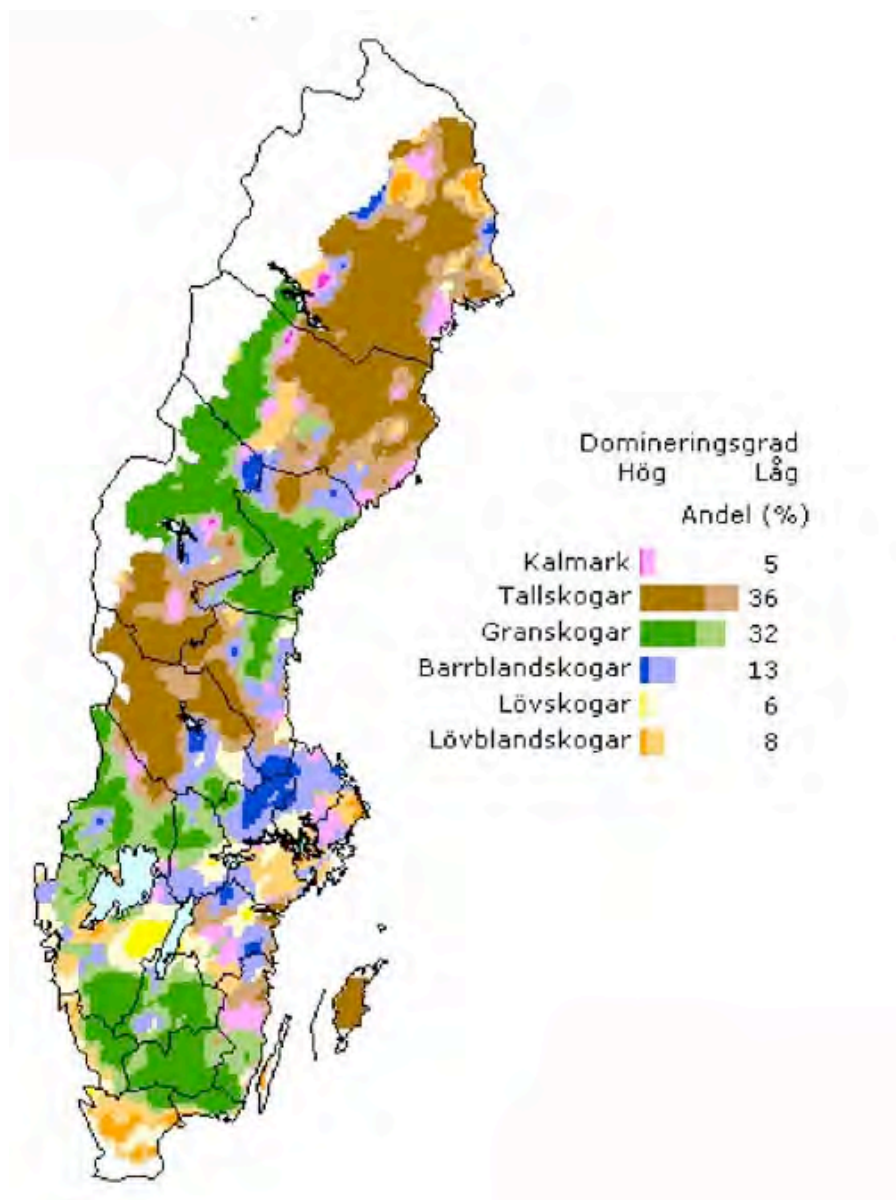 Domineringsgrad
Hög Låg
Andel (%)
Kalmark 5
Tallskogar 36
Granskogar 32
Barrblandskogar 13
Lövskogar 6
Lövblandskogar 8